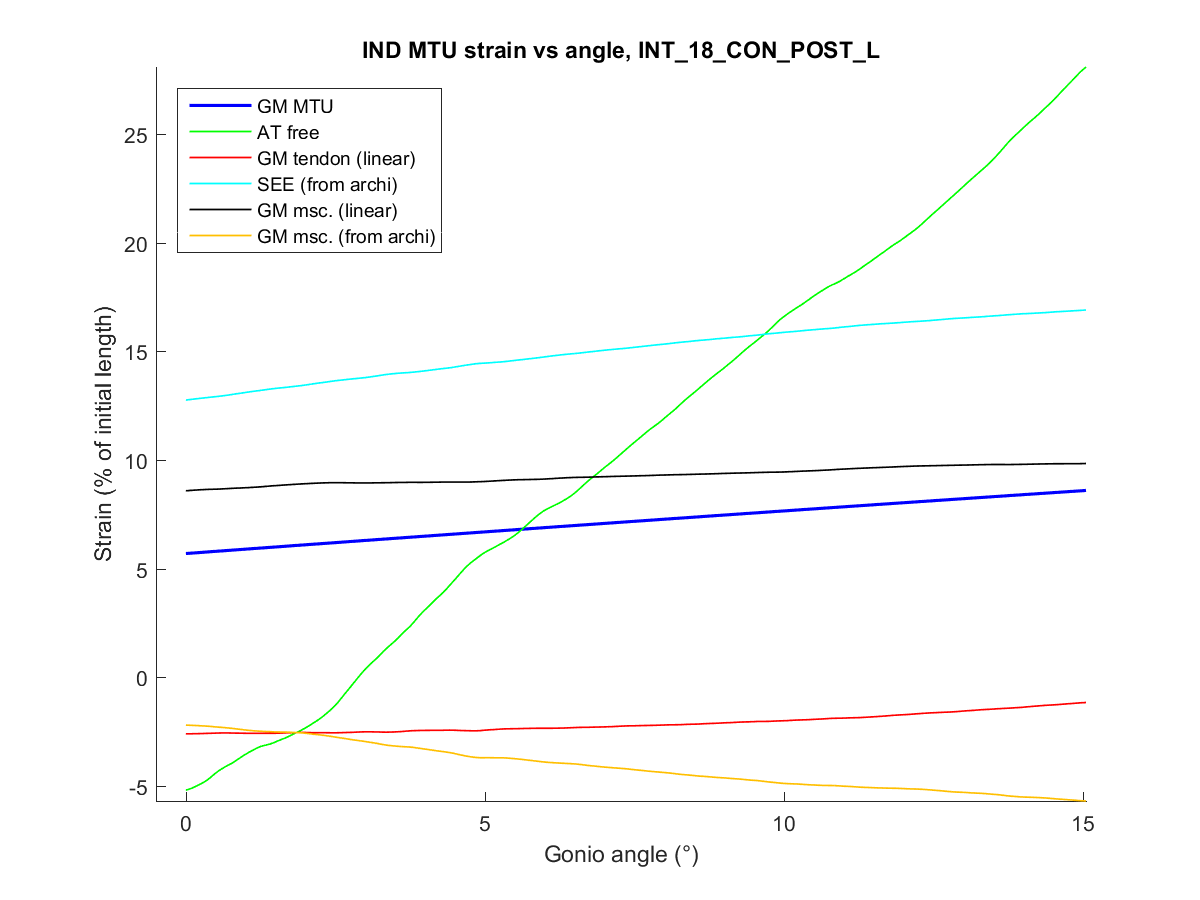 IND MTU strain vs angle, INT_18_CON_POST_L
GM MTU
AT free
GM tendon (linear)
SEE (from archi)
GM msc. (linear)
GM msc. (from archi)
25
20
15
10
5
0
-5
Strain (% of initial length)
0 5 10 15
Gonio angle (°)